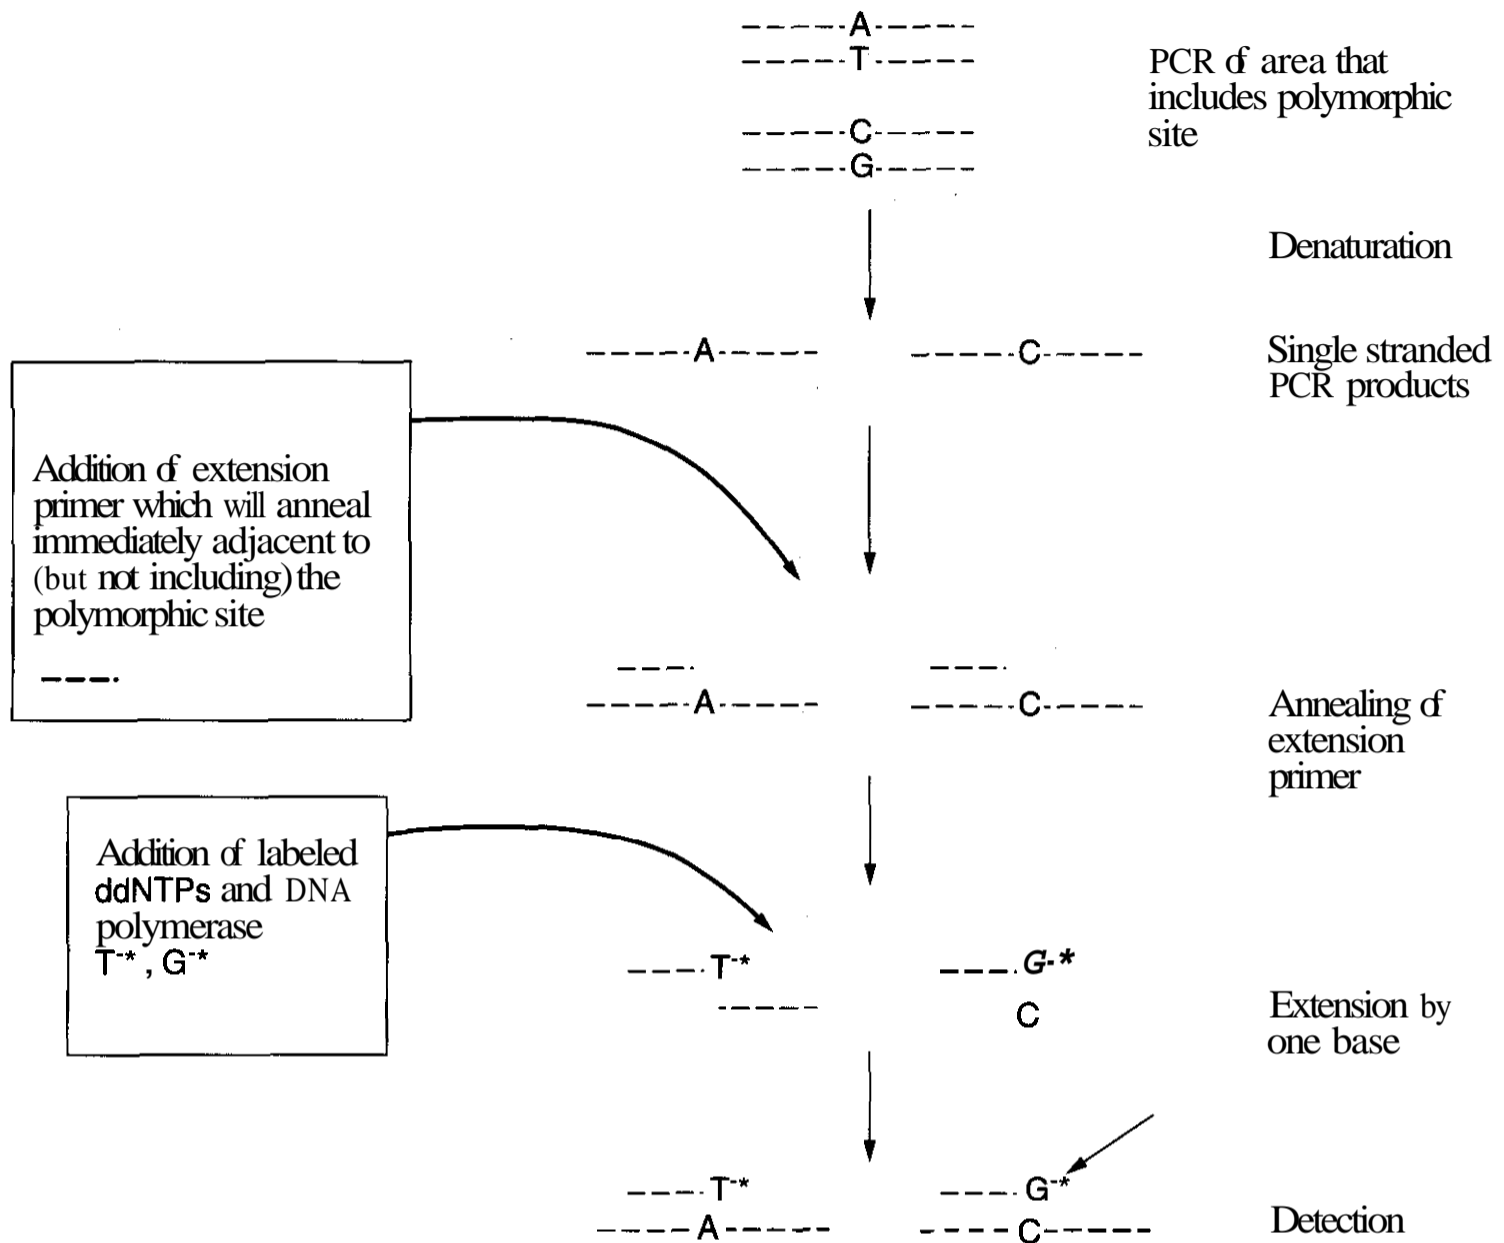 -----A-----
-----T-----
PCR of area that
includes polymorphic
site
-----C-----
-----G-----
Denaturation
-----A-----
-----C-----
Single stranded
PCR products
Addition of extension
primer which will anneal
immediately adjacent to
(but not including) the
polymorphic site
----
---- ----
-----A----- -----C-----
Annealing of
extension
primer
Addition of labeled
ddNTPs and DNA
polymerase
T-*, G-*
----T-* ----G-*
----- C
Extension by
one base
----T-* ----G-*
-----A----- -----C-----
Detection